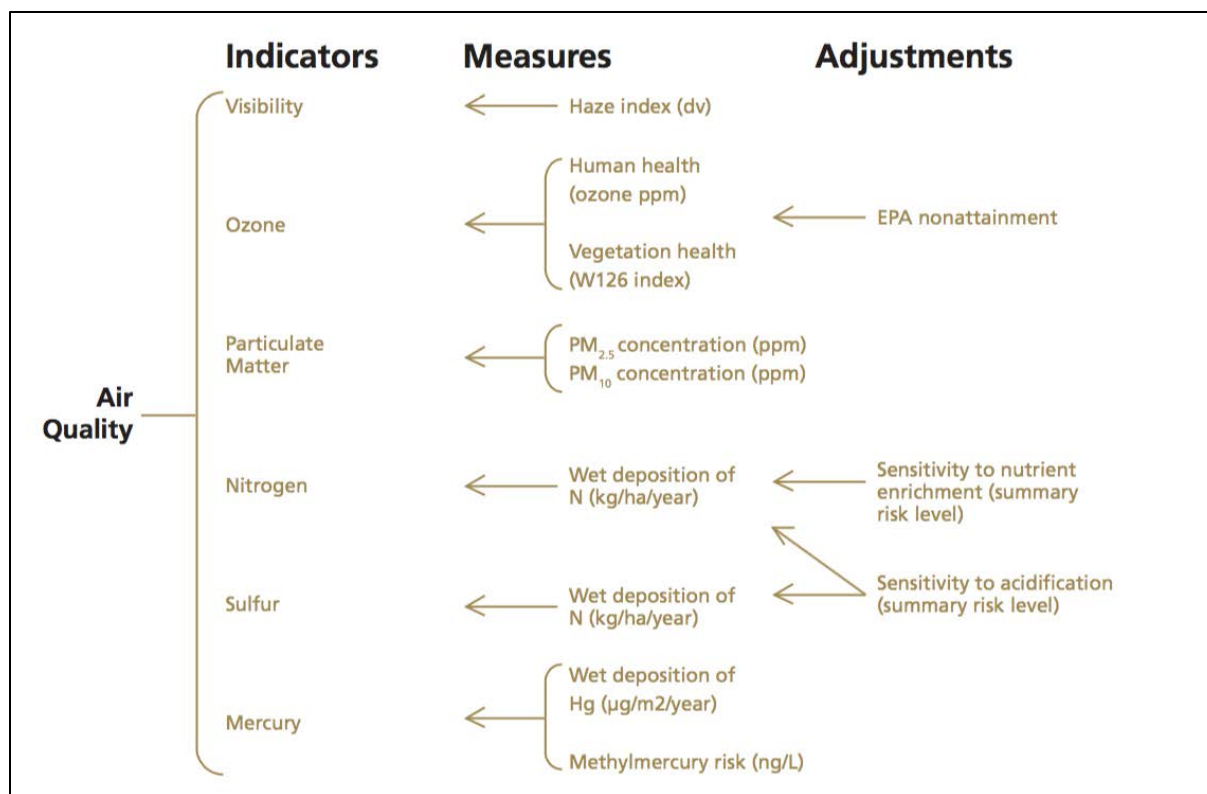 Indicators Measures Adjustments
Visibility
Haze index (dv)
Human health
(ozone ppm)
Ozone
EPA nonattainment
Vegetation health
(W126 index)
Particulate
Matter
PM2.5 concentration (ppm)
PM10 concentration (ppm)
Air
Quality
Nitrogen
Wet deposition of
N (kg/ha/year)
Sensitivity to nutrient
enrichment (summary
risk level)
Sulfur
Wet deposition of
N (kg/ha/year)
Sensitivity to acidification
(summary risk level)
Mercury
Wet deposition of
Hg (µg/m2/year)
Methylmercury risk (ng/L)